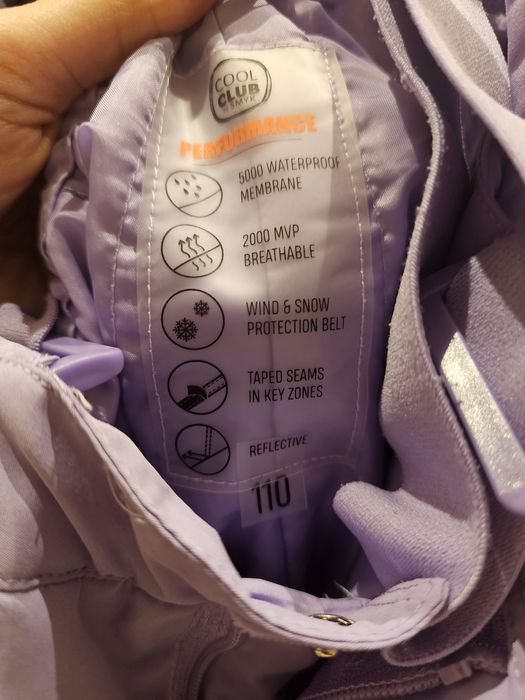 COOL
CLUB
BY SMYK
PERFORMANCE
5000 WATERPROOF
MEMBRANE
2000 MVP
BREATHABLE
WIND & SNOW
PROTECTION BELT
TAPED SEAMS
IN KEY ZONES
REFLECTIVE
110